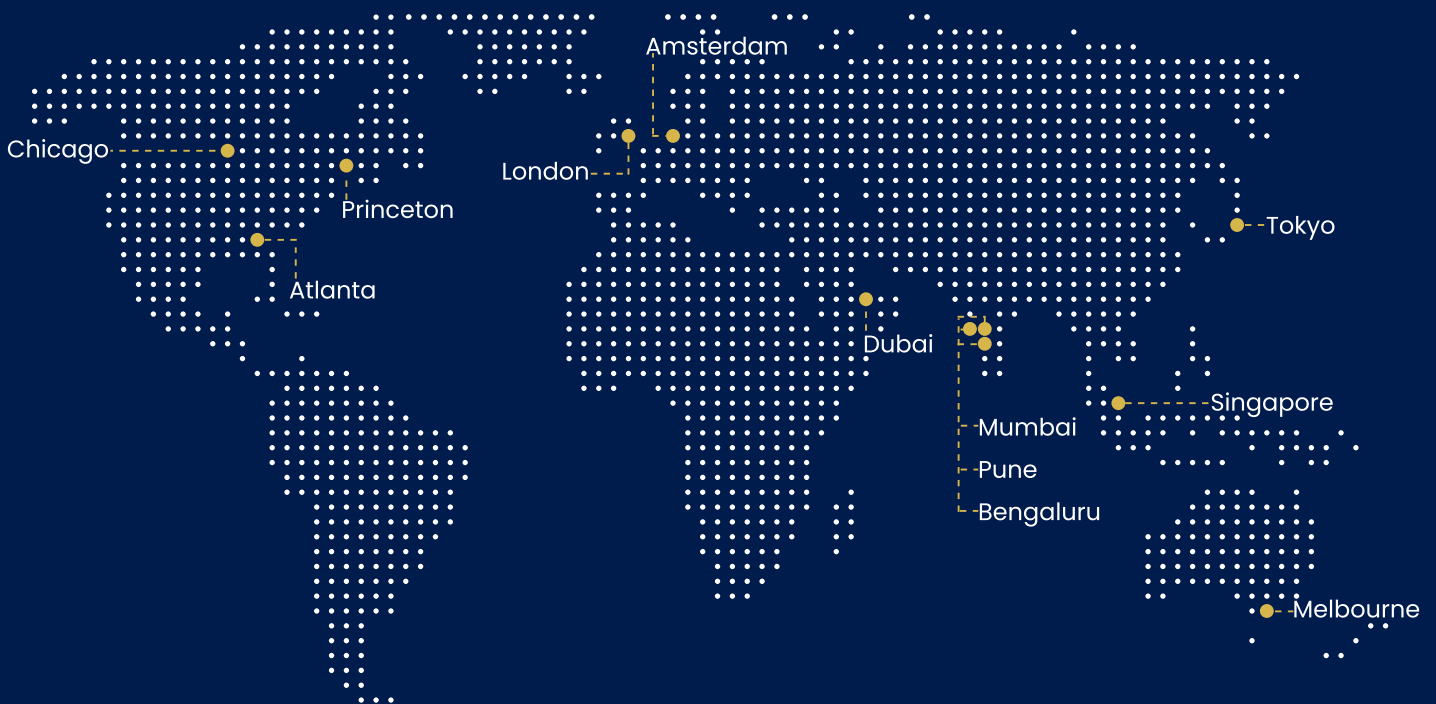 Amsterdam
Chicago
London
Princeton
Tokyo
Atlanta
Dubai
Singapore
Mumbai
Pune
Bengaluru
Melbourne